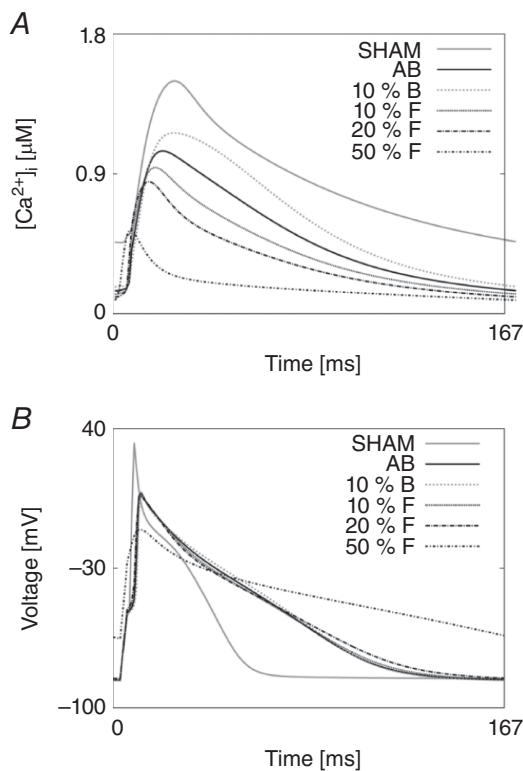 A
1.8
SHAM
AB
10 % B
10 % F
20 % F
50 % F
0.9
[Ca²⁺]ᵢ [μM]
0
0
167
Time [ms]
B
40
SHAM
AB
10 % B
10 % F
20 % F
50 % F
−30
Voltage [mV]
−100
0
167
Time [ms]